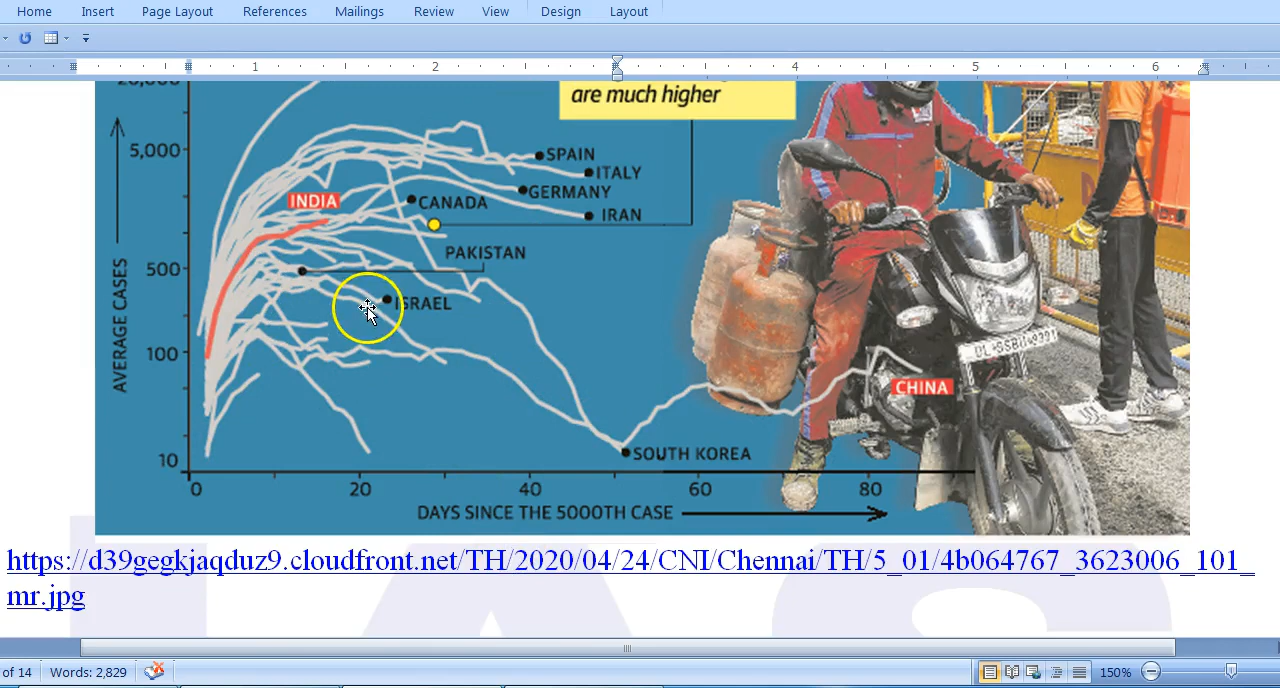 Home Insert Page Layout References Mailings Review View Design Layout
1 2 4 5 6
20,000
are much higher
5,000
SPAIN
ITALY
GERMANY
INDIA
CANADA
IRAN
PAKISTAN
500
ISRAEL
AVERAGE CASES
100
CHINA
10
SOUTH KOREA
0 20 40 60 80
DAYS SINCE THE 5000TH CASE
https://d39gegkjaqduz9.cloudfront.net/TH/2020/04/24/CNI/Chennai/TH/5_01/4b064767_3623006_101_
mr.jpg
of 14 Words: 2,829 150%